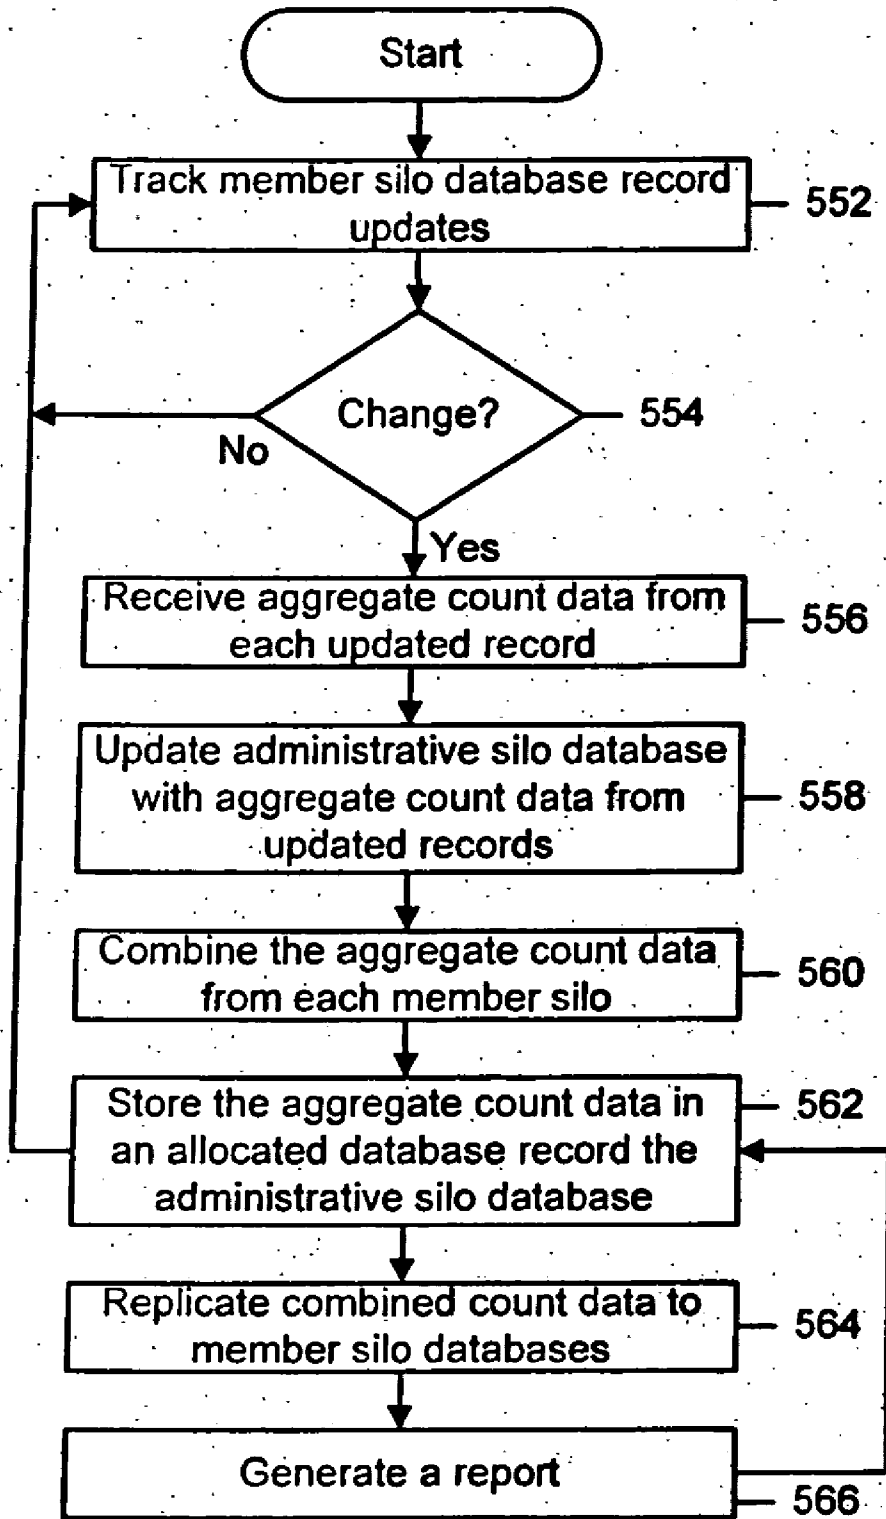 Start
Track member silo database record
updates
552
Change?
554
No
Yes
Receive aggregate count data from
each updated record
556
Update administrative silo database
with aggregate count data from
updated records
558
Combine the aggregate count data
from each member silo
560
Store the aggregate count data in
an allocated database record the
administrative silo database
562
Replicate combined count data to
member silo databases
564
Generate a report
566